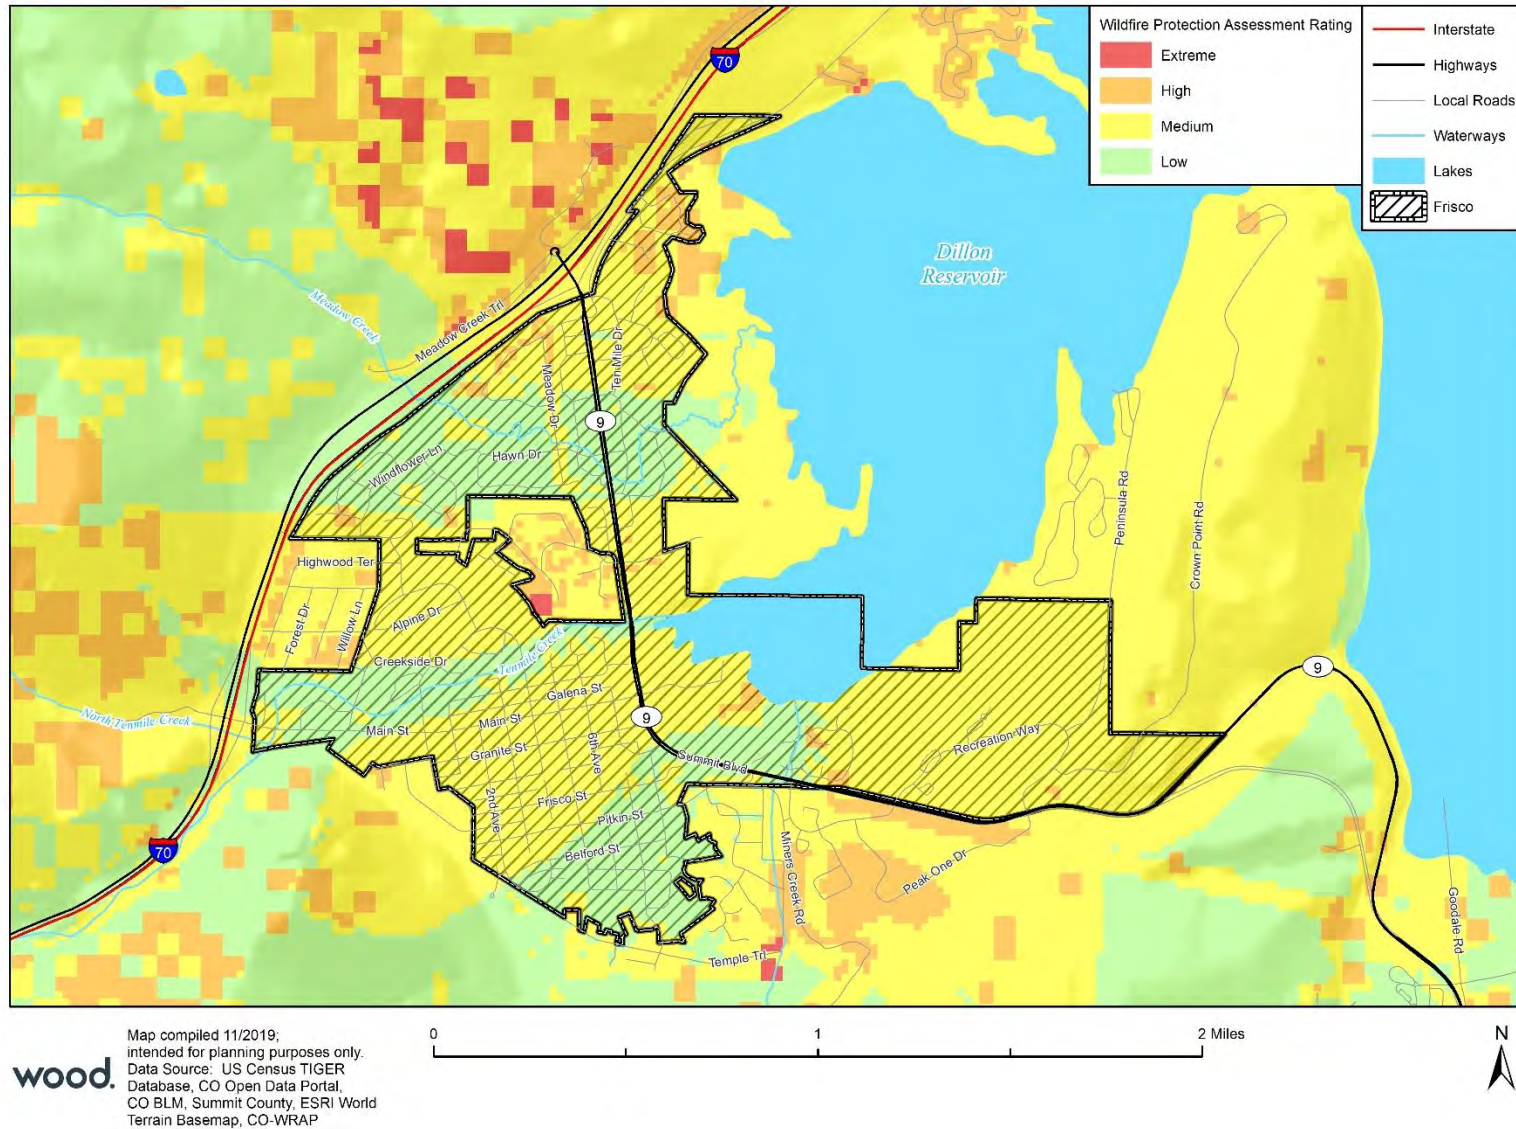 Wildfire Protection Assessment Rating
Extreme
High
Medium
Low
Interstate
Highways
Local Roads
Waterways
Lakes
Frisco
70
Dillon
Reservoir
Meadow Creek
Meadow Creek Trl
Ten Mile Dr
Meadow Dr
9
Windflower Ln
Hawn Dr
Peninsula Rd
Crown Point Rd
Highwood Ter
Forest Dr
Willow Ln
Alpine Dr
Creekside Dr
Tenmile Creek
Galena St
9
North Tenmile Creek
Main St
Main St
9
Granite St
6th Ave
Summit Blvd
Recreation Way
2nd Ave
Frisco St
Pitkin St
Belford St
70
Miners Creek Rd
Peak One Dr
Goodale Rd
Temple Trl
wood.
Map compiled 11/2019;
intended for planning purposes only.
Data Source: US Census TIGER
Database, CO Open Data Portal,
CO BLM, Summit County, ESRI World
Terrain Basemap, CO-WRAP
0
1
2 Miles
N